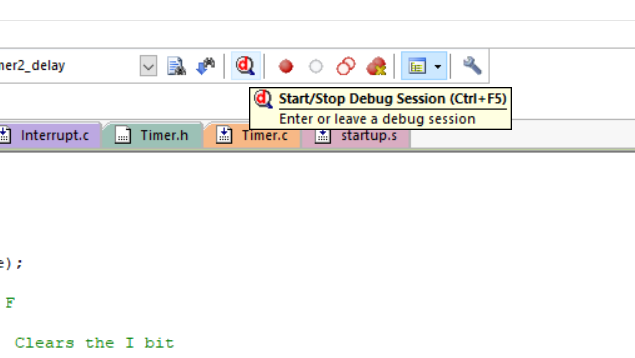 ner2_delay
Start/Stop Debug Session (Ctrl+F5)
Enter or leave a debug session
Interrupt.c
Timer.h
Timer.c
startup.s
e);
F
Clears the I bit